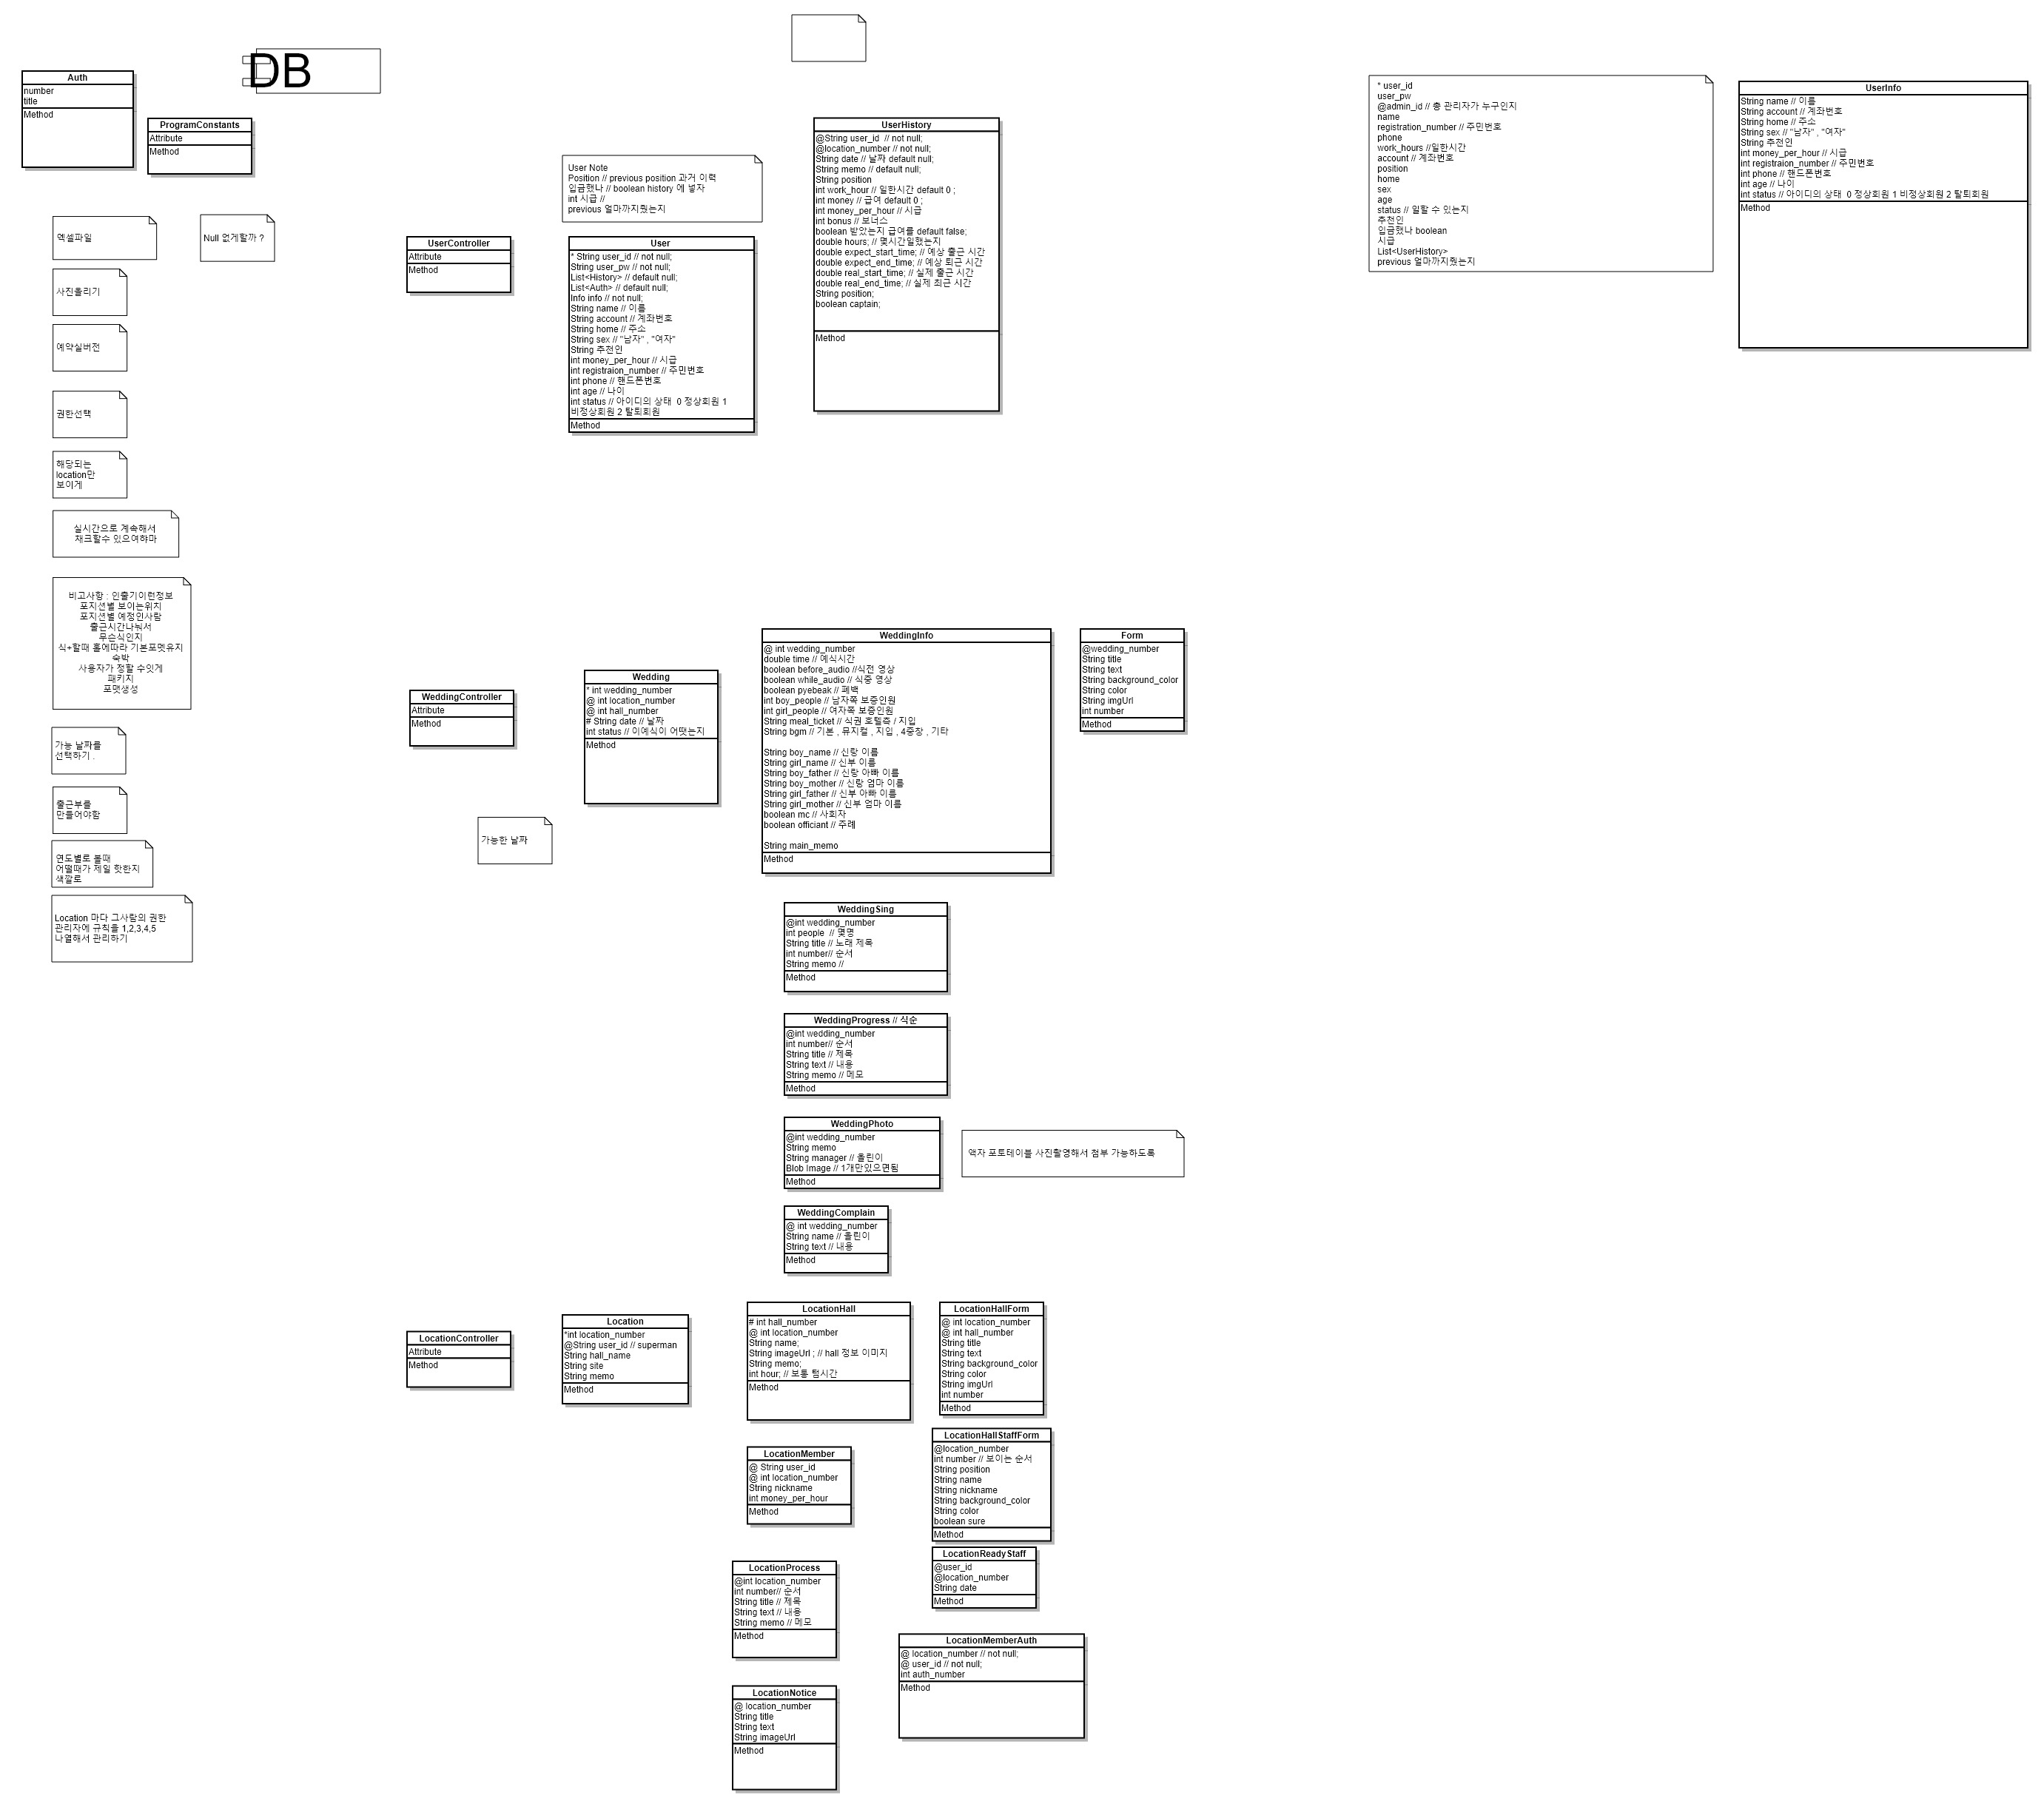 DB
Auth
number
title
Method
ProgramConstants
Attribute
Method
엑셀파일
Null 없게할까 ?
사진올리기
예약실버전
권한선택
해당되는
location만
보이게
실시간으로 계속해서
채크할수 있으여햐마
비고사항 : 인출기이런정보
포지션별 보이는위치
포지션별 예정인사람
출근시간나눠서
무슨식인지
식+할때 홀에따라 기본포멧유지
숙박
사용자가 정할 수잇게
패키지
포맷생성
가능 날짜를
선택하기 .
출근부를
만들어야함
연도별로 볼때
어떨때가 제일 핫한지
색깔로
Location 마다 그사람의 권한
관리자에 규칙을 1,2,3,4,5
나열해서 관리하기
User Note
Position // previous position 과거 이력
입금했나 // boolean history 에 넣자
int 시급 //
previous 얼마까지줬는지
UserController
Attribute
Method
User
* String user_id // not null;
String user_pw // not null;
List<History> // default null;
List<Auth> // default null;
Info info // not null;
String name // 이름
String account // 계좌번호
String home // 주소
String sex // "남자" , "여자"
String 추천인
int money_per_hour // 시급
int registraion_number // 주민번호
int phone // 핸드폰번호
int age // 나이
int status // 아이디의 상태 0 정상회원 1
비정상회원 2 탈퇴회원
Method
UserHistory
@String user_id // not null;
@location_number // not null;
String date // 날짜 default null;
String memo // default null;
String position
int work_hour // 일한시간 default 0 ;
int money // 급여 default 0 ;
int money_per_hour // 시급
int bonus // 보너스
boolean 받았는지 급여를 default false;
double hours; // 몇시간일했는지
double expect_start_time; // 예상 출근 시간
double expect_end_time; // 예상 퇴근 시간
double real_start_time; // 실제 출근 시간
double real_end_time; // 실제 최근 시간
String position;
boolean captain;
Method
* user_id
user_pw
@admin_id // 총 관리자가 누구인지
name
registration_number // 주민번호
phone
work_hours //일한시간
account // 계좌번호
position
home
sex
age
status // 일할 수 있는지
추천인
입금했나 boolean
시급
List<UserHistory>
previous 얼마까지줬는지
UserInfo
String name // 이름
String account // 계좌번호
String home // 주소
String sex // "남자" , "여자"
String 추천인
int money_per_hour // 시급
int registraion_number // 주민번호
int phone // 핸드폰번호
int age // 나이
int status // 아이디의 상태 0 정상회원 1 비정상회원 2 탈퇴회원
Method
WeddingController
Attribute
Method
가능한 날짜
Wedding
* int wedding_number
@ int location_number
@ int hall_number
# String date // 날짜
int status // 이예식이 어떳는지
Method
WeddingInfo
@ int wedding_number
double time // 예식시간
boolean before_audio //식전 영상
boolean while_audio // 식중 영상
boolean pyebeak // 폐백
int boy_people // 남자쪽 보증인원
int girl_people // 여자쪽 보증인원
String meal_ticket // 식권 호텔측 / 지입
String bgm // 기본 , 뮤지컬 , 지입 , 4중창 , 기타
String boy_name // 신랑 이름
String girl_name // 신부 이름
String boy_father // 신랑 아빠 이름
String boy_mother // 신랑 엄마 이름
String girl_father // 신부 아빠 이름
String girl_mother // 신부 엄마 이름
boolean mc // 사회자
boolean officiant // 주례
String main_memo
Method
Form
@wedding_number
String title
String text
String background_color
String color
String imgUrl
int number
Method
WeddingSing
@int wedding_number
int people // 몇명
String title // 노래 제목
int number// 순서
String memo //
Method
WeddingProgress // 식순
@int wedding_number
int number// 순서
String title // 제목
String text // 내용
String memo // 메모
Method
WeddingPhoto
@int wedding_number
String memo
String manager // 올린이
Blob Image // 1개만있으면됨
Method
액자 포토테이블 사진촬영해서 첨부 가능하도록
WeddingComplain
@ int wedding_number
String name // 올린이
String text // 내용
Method
LocationController
Attribute
Method
Location
*int location_number
@String user_id // superman
String hall_name
String site
String memo
Method
LocationHall
# int hall_number
@ int location_number
String name;
String imageUrl ; // hall 정보 이미지
String memo;
int hour; // 보통 텀시간
Method
LocationHallForm
@ int location_number
@ int hall_number
String title
String text
String background_color
String color
String imgUrl
int number
Method
LocationMember
@ String user_id
@ int location_number
String nickname
int money_per_hour
Method
LocationHallStaffForm
@location_number
int number // 보이는 순서
String position
String name
String nickname
String background_color
String color
boolean sure
Method
LocationReadyStaff
@user_id
@location_number
String date
Method
LocationProcess
@int location_number
int number// 순서
String title // 제목
String text // 내용
String memo // 메모
Method
LocationMemberAuth
@ location_number // not null;
@ user_id // not null;
int auth_number
Method
LocationNotice
@ location_number
String title
String text
String imageUrl
Method